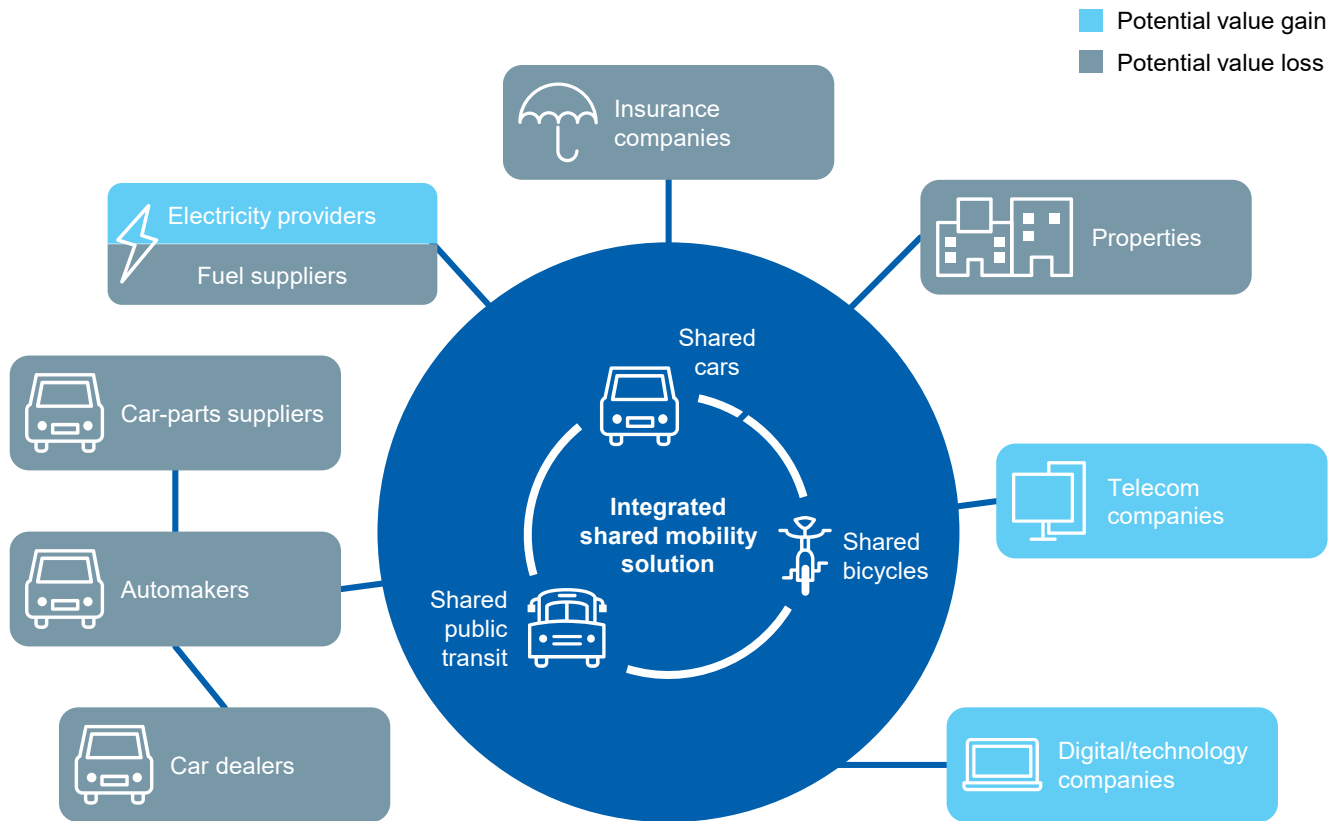 Potential value gain
Potential value loss
Insurance
companies
Electricity providers
Fuel suppliers
Properties
Shared
cars
Car-parts suppliers
Telecom
companies
Integrated
shared mobility
solution
Shared
bicycles
Automakers
Shared
public
transit
Car dealers
Digital/technology
companies